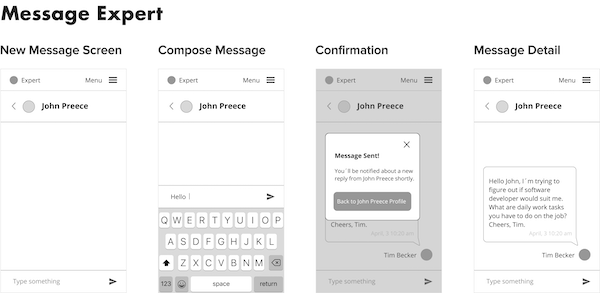 Message Expert
New Message Screen
Expert
Menu
John Preece
Type something
Compose Message
Expert
Menu
John Preece
Hello
Q W E R T Y U I O P
A S D F G H J K L
Z X C V B N M
123
space
return
Confirmation
Expert
Menu
John Preece
Message Sent!
You`ll be notified about a new
reply from John Preece shortly.
Back to John Preece Profile
Cheers, Tim.
April, 3 10:20 am
Tim Becker
Type something
Message Detail
Expert
Menu
John Preece
Hello John, I`m trying to
figure out if software
developer would suit me.
What are daily work tasks
you have to do on the job?
Cheers, Tim.
April, 3 10:20 am
Tim Becker
Type something